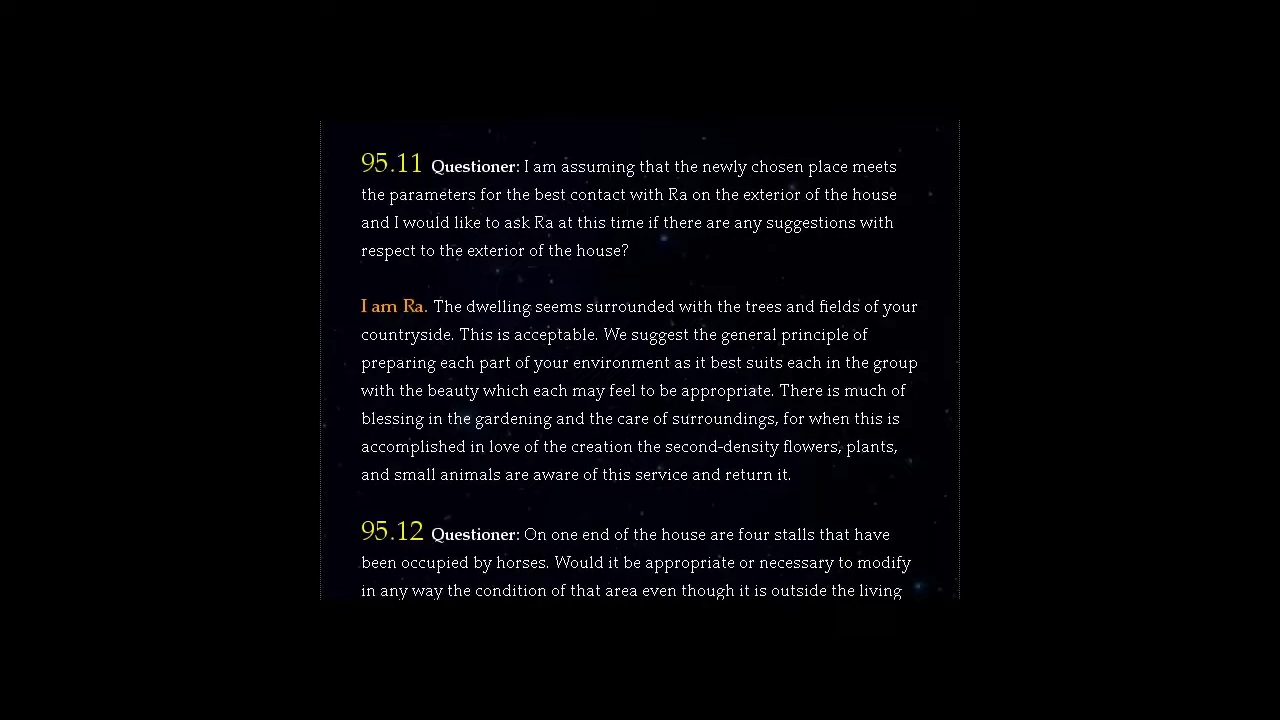 95.11 Questioner: I am assuming that the newly chosen place meets
the parameters for the best contact with Ra on the exterior of the house
and I would like to ask Ra at this time if there are any suggestions with
respect to the exterior of the house?
I am Ra. The dwelling seems surrounded with the trees and fields of your
countryside. This is acceptable. We suggest the general principle of
preparing each part of your environment as it best suits each in the group
with the beauty which each may feel to be appropriate. There is much of
blessing in the gardening and the care of surroundings, for when this is
accomplished in love of the creation the second-density flowers, plants,
and small animals are aware of this service and return it.
95.12 Questioner: On one end of the house are four stalls that have
been occupied by horses. Would it be appropriate or necessary to modify
in any way the condition of that area even though it is outside the living